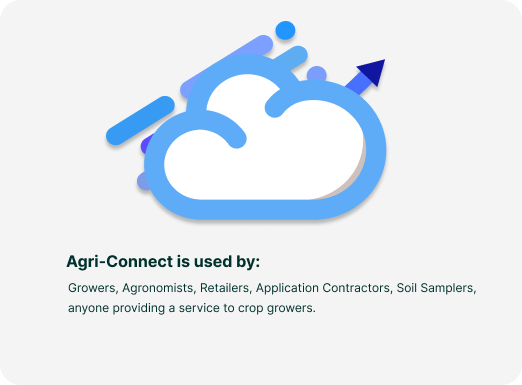 Agri-Connect is used by:
Growers, Agronomists, Retailers, Application Contractors, Soil Samplers,
anyone providing a service to crop growers.